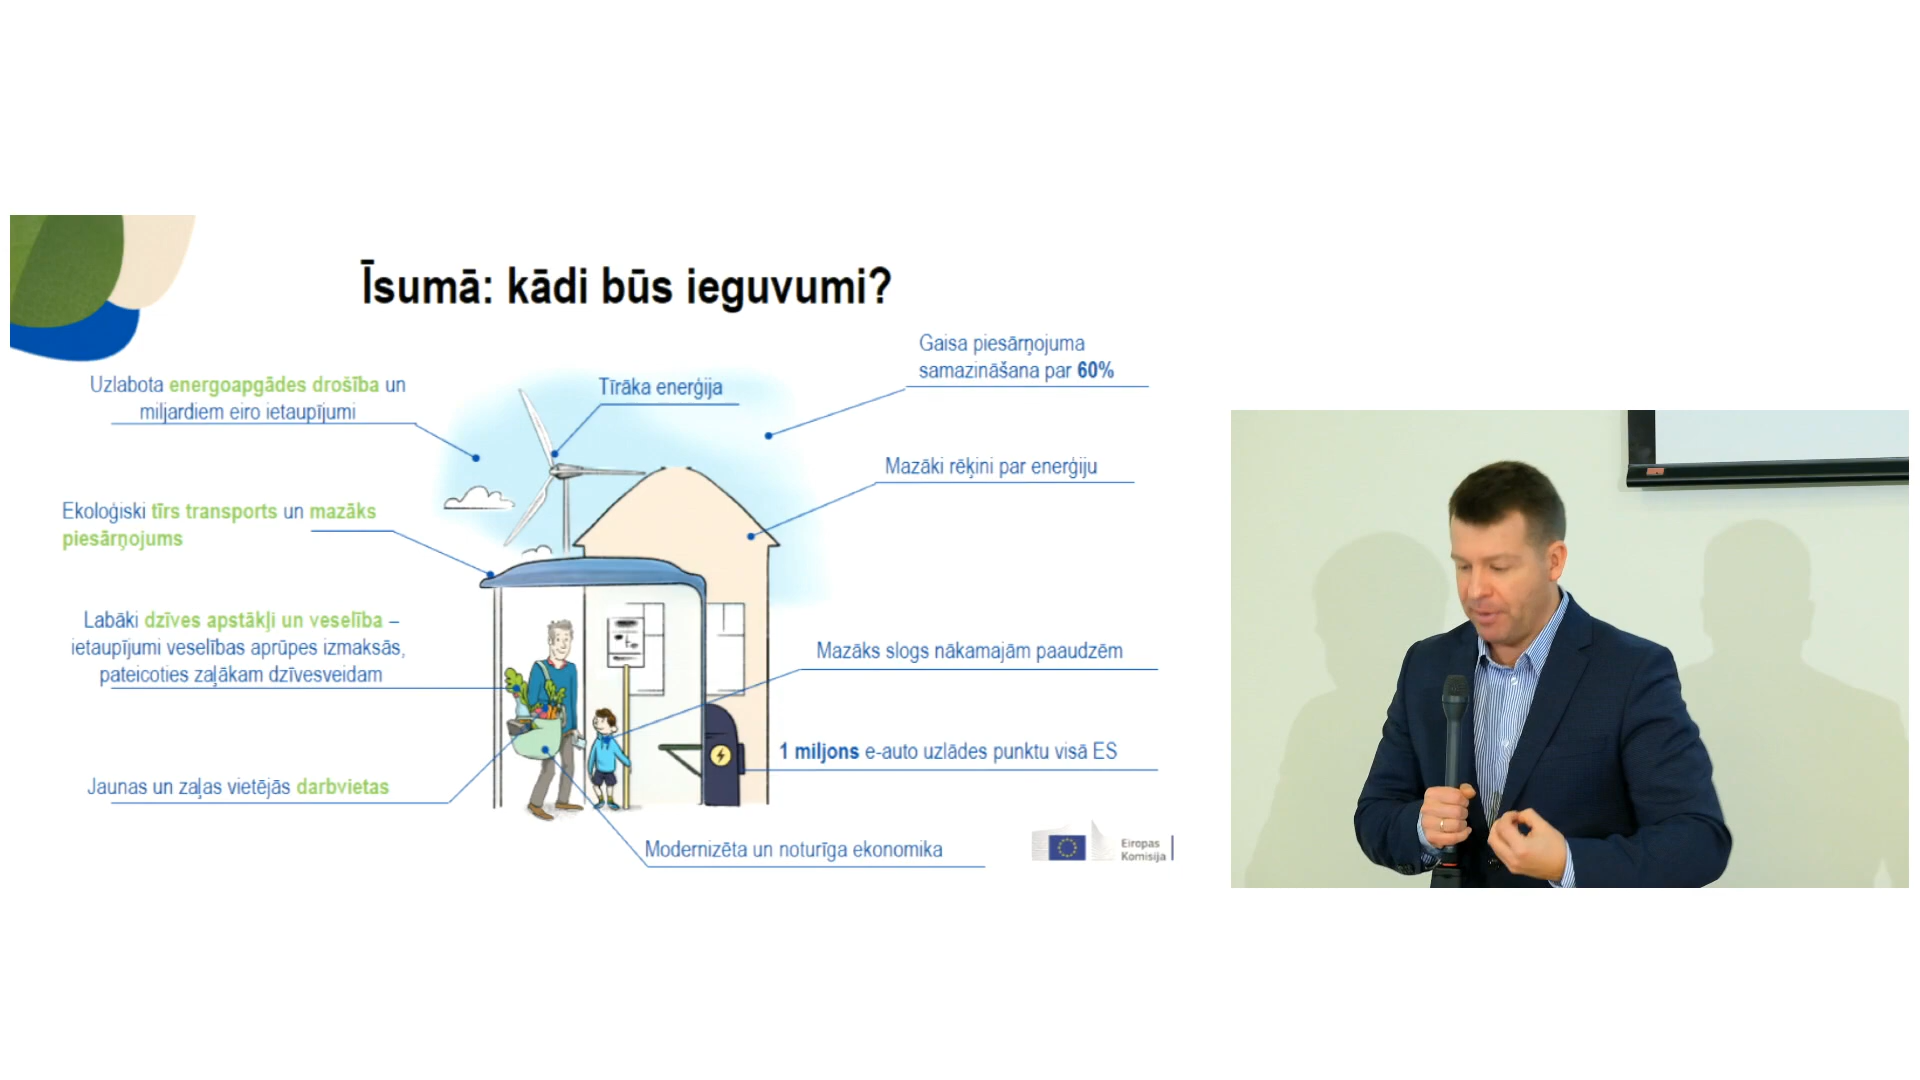 Īsumā: kādi būs ieguvumi?
Gaisa piesārņojuma
samazināšana par 60%
Uzlabota energoapgādes drošība un
miljardiem eiro ietaupījumi
Tīrāka enerģija
Mazāki rēķini par enerģiju
Ekoloģiski tīrs transports un mazāks
piesārņojums
Labāki dzīves apstākļi un veselība –
ietaupījumi veselības aprūpes izmaksās,
pateicoties zaļākam dzīvesveidam
Mazāks slogs nākamajām paaudzēm
1 miljons e-auto uzlādes punktu visā ES
Jaunas un zaļas vietējās darbvietas
Modernizēta un noturīga ekonomika
Eiropas
Komisija